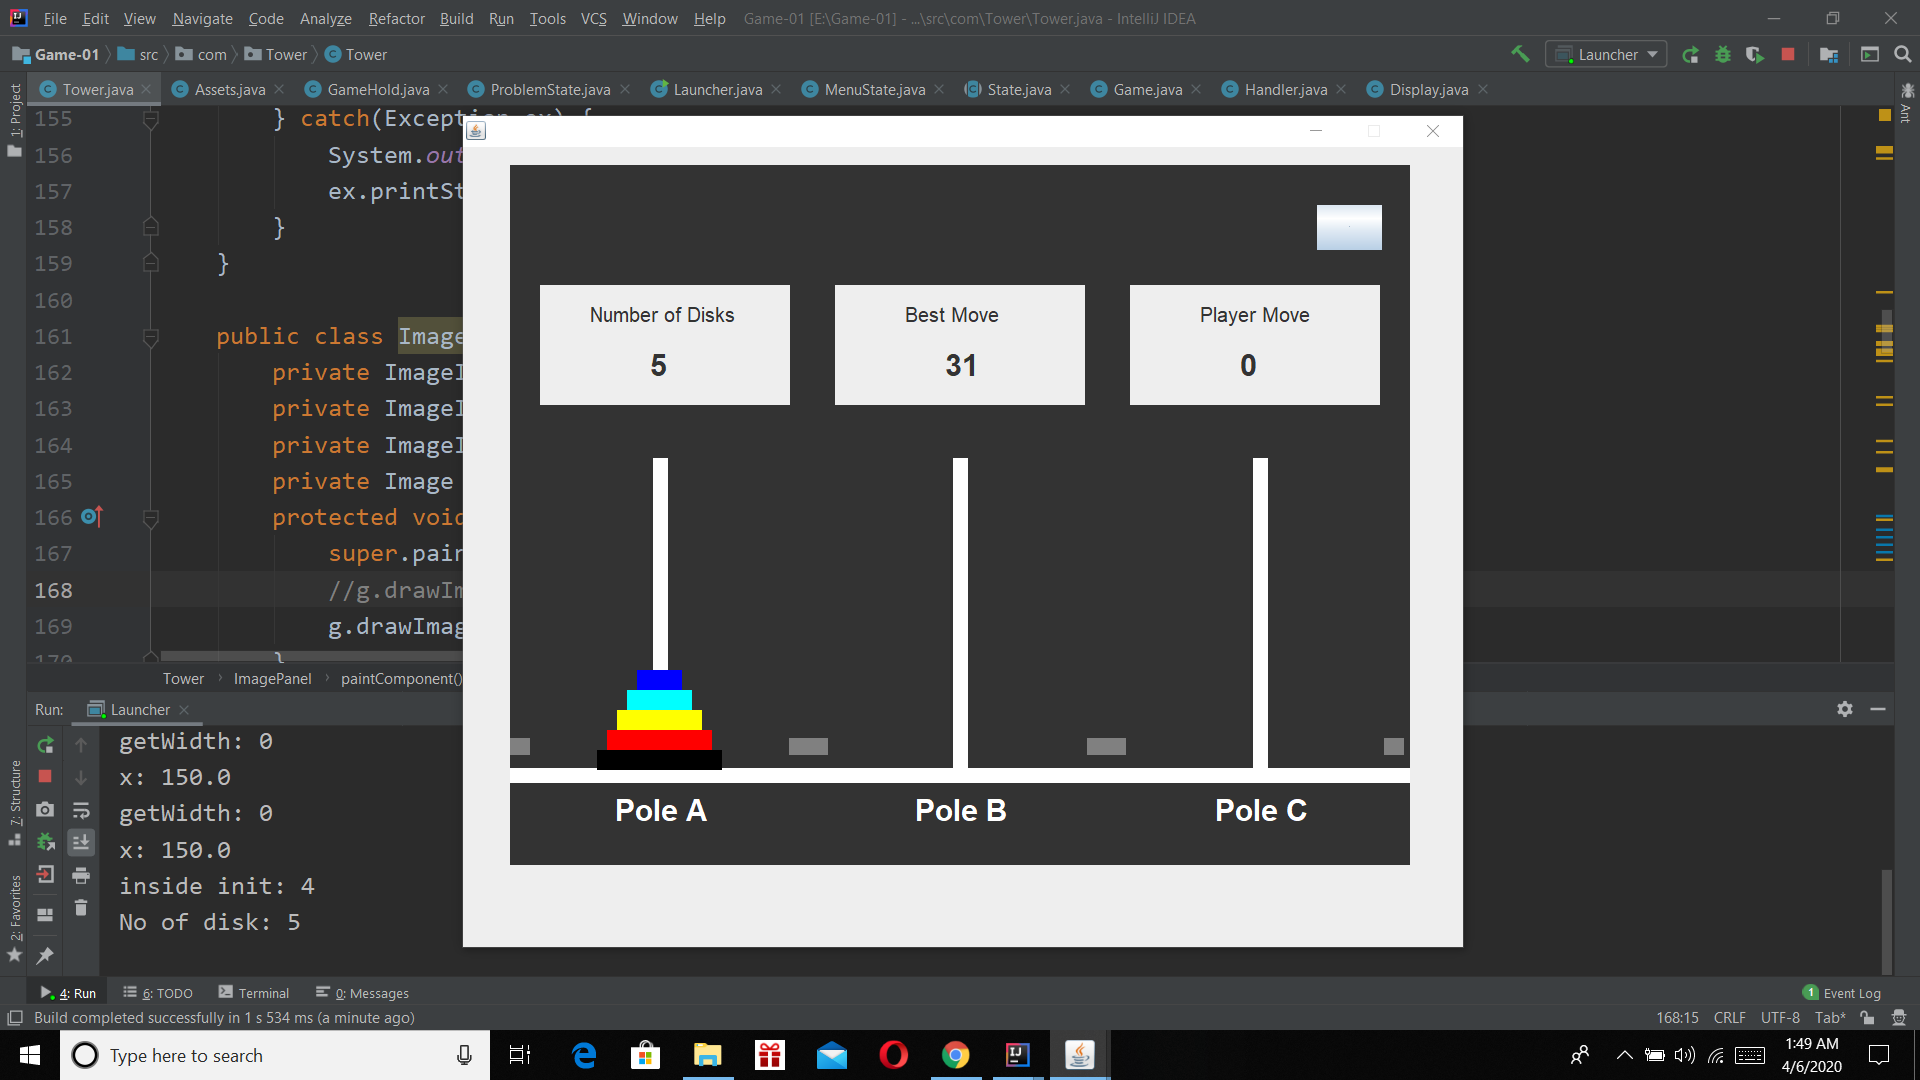 File Edit View Navigate Code Analyze Refactor Build Run Tools VCS Window Help Game-01 [E:\Game-01] - ...\src\com\Tower\Tower.java - IntelliJ IDEA
Game-01 src com Tower Tower Launcher
Tower.java Assets.java GameHold.java ProblemState.java Launcher.java MenuState.java State.java Game.java Handler.java Display.java
1: Project
Ant
155 } catch(Exception ex) {
156 System.out
157 ex.printSt
158 }
159 }
160
161 public class Image
162 private ImageI
163 private ImageI
164 private ImageI
165 private Image
166 protected void
167 super.pain
168 //g.drawIm
169 g.drawImag
170 }
Tower ImagePanel paintComponent()
Number of Disks
5
Best Move
31
Player Move
0
Pole A Pole B Pole C
Run: Launcher
getWidth: 0
x: 150.0
getWidth: 0
x: 150.0
inside init: 4
No of disk: 5
7: Structure
2: Favorites
4: Run 6: TODO Terminal 0: Messages 1 Event Log
Build completed successfully in 1 s 534 ms (a minute ago) 168:15 CRLF UTF-8 Tab*
Type here to search
1:49 AM
4/6/2020